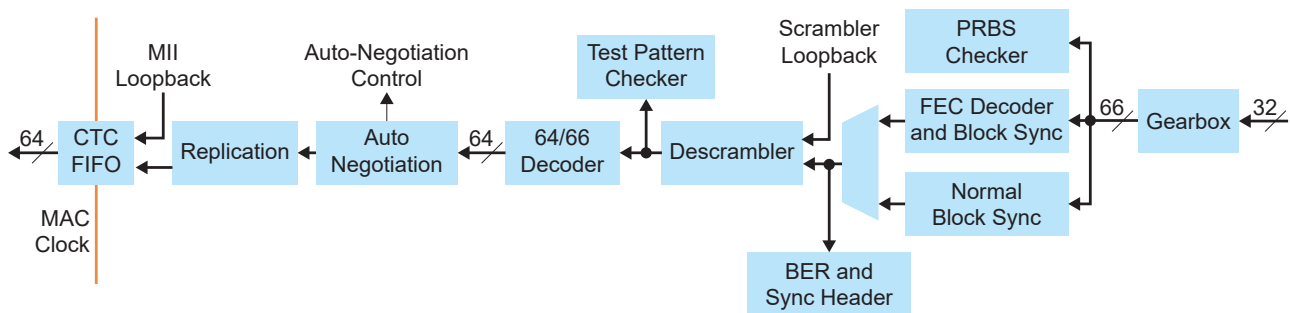 MII
Loopback
Auto-Negotiation
Control
Test Pattern
Checker
Scrambler
Loopback
PRBS
Checker
64
CTC
FIFO
Replication
Auto
Negotiation
64
64/66
Decoder
Descrambler
FEC Decoder
and Block Sync
66
Gearbox
32
Normal
Block Sync
MAC
Clock
BER and
Sync Header